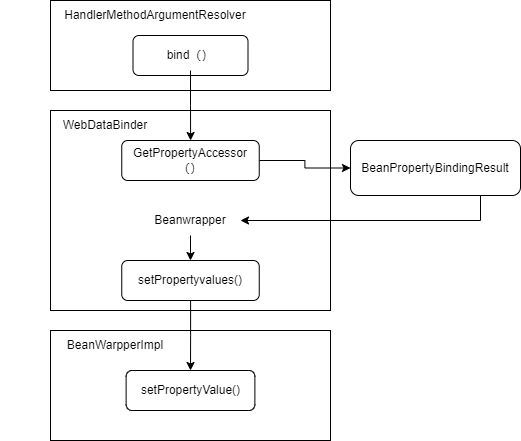 HandlerMethodArgumentResolver
bind ()
WebDataBinder
GetPropertyAccessor
()
BeanPropertyBindingResult
Beanwrapper
setPropertyvalues()
BeanWarpperImpl
setPropertyValue()